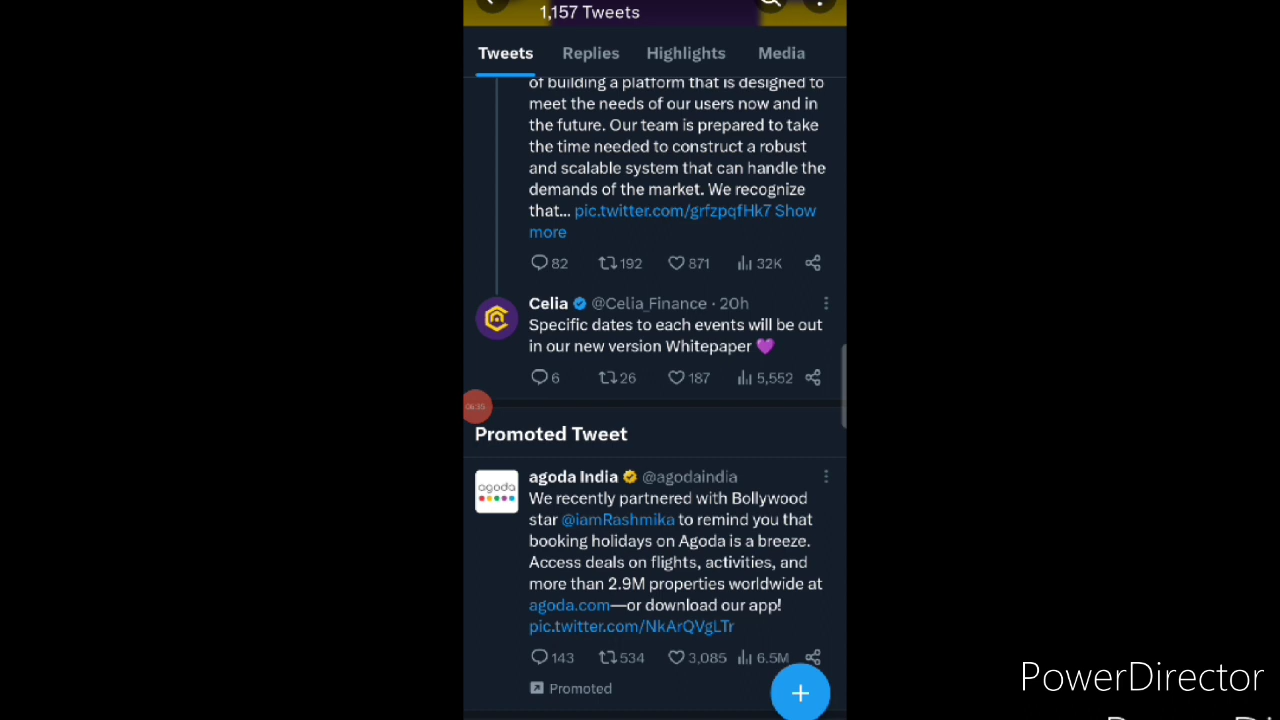 1,157 Tweets
Tweets Replies Highlights Media
of building a platform that is designed to
meet the needs of our users now and in
the future. Our team is prepared to take
the time needed to construct a robust
and scalable system that can handle the
demands of the market. We recognize
that... pic.twitter.com/grfzpqfHk7 Show
more
82 192 871 32K
Celia @Celia_Finance · 20h
Specific dates to each events will be out
in our new version Whitepaper 💜
6 26 187 5,552
Promoted Tweet
agoda India @agodaindia
agoda
We recently partnered with Bollywood
star @iamRashmika to remind you that
booking holidays on Agoda is a breeze.
Access deals on flights, activities, and
more than 2.9M properties worldwide at
agoda.com—or download our app!
pic.twitter.com/NkArQVgLTr
143 534 3,085 6.5M
Promoted
PowerDirector